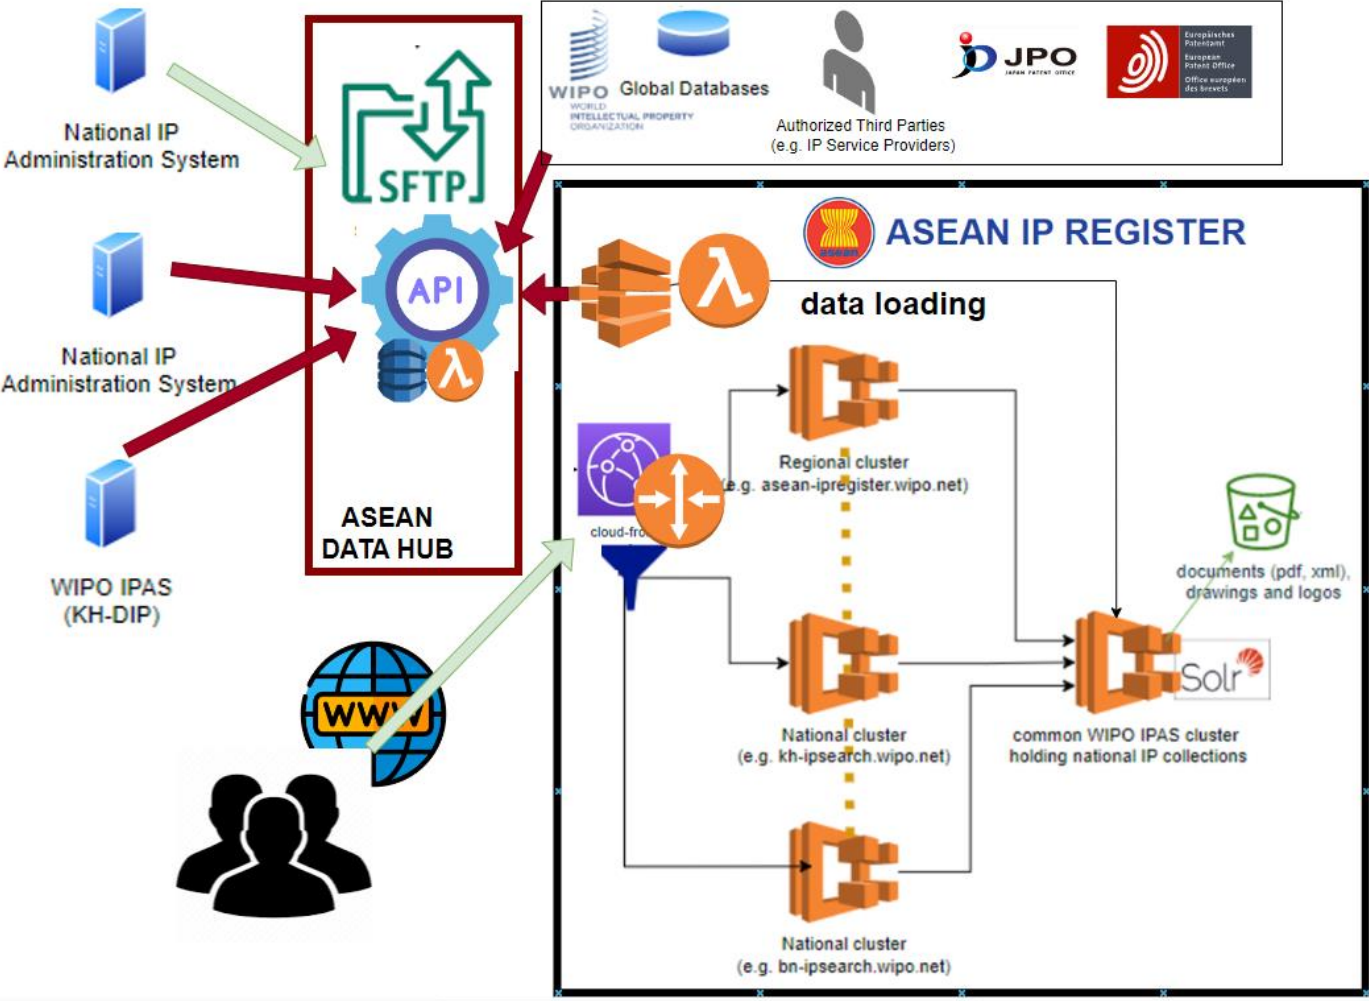 National IP
Administration System
National IP
Administration System
WIPO IPAS
(KH-DIP)
SFTP
API
λ
ASEAN
DATA HUB
WIPO
WORLD
INTELLECTUAL PROPERTY
ORGANIZATION
Global Databases
Authorized Third Parties
(e.g. IP Service Providers)
JPO
JAPAN PATENT OFFICE
Europäisches
Patentamt
European
Patent Office
Office européen
des brevets
asean
ASEAN IP REGISTER
λ
data loading
cloud-fro
Regional cluster
(e.g. asean-ipregister.wipo.net)
National cluster
(e.g. kh-ipsearch.wipo.net)
National cluster
(e.g. bn-ipsearch.wipo.net)
documents (pdf, xml),
drawings and logos
Solr
common WIPO IPAS cluster
holding national IP collections
WWW